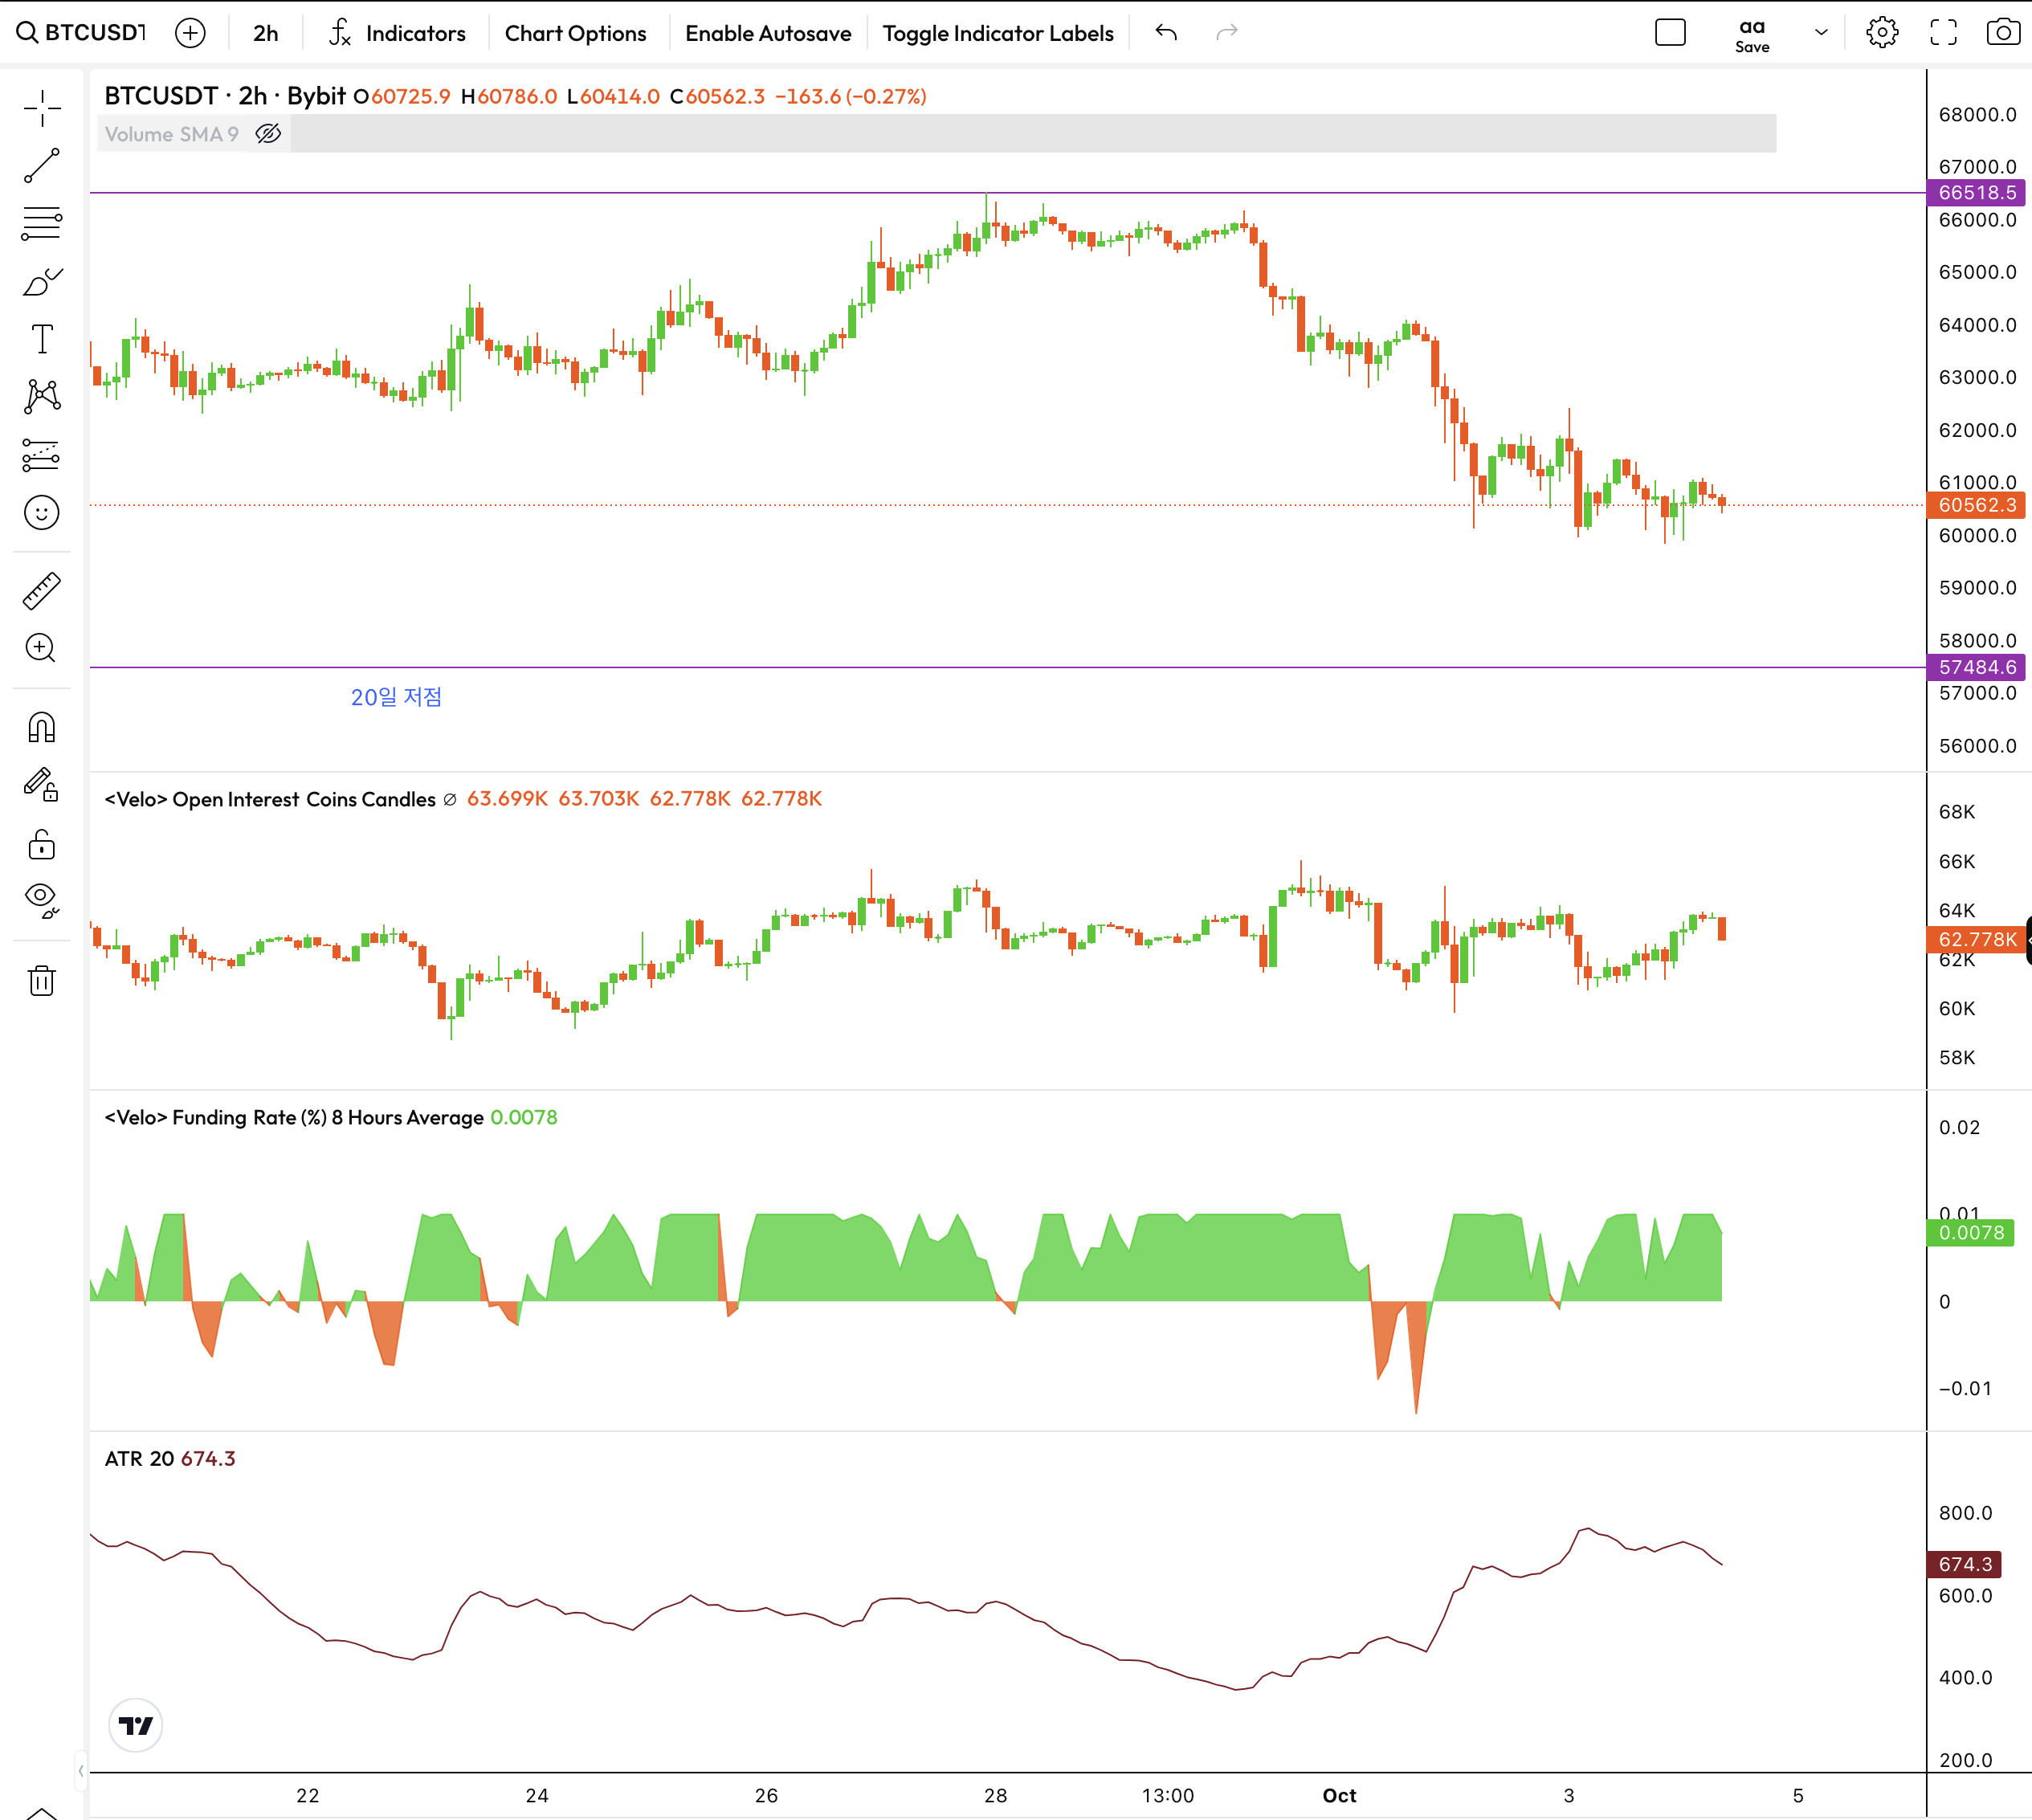 BTCUSDT 2h Indicators Chart Options Enable Autosave Toggle Indicator Labels aa
Save
BTCUSDT · 2h · Bybit O60725.9 H60786.0 L60414.0 C60562.3 −163.6 (−0.27%)
Volume SMA 9
68000.0
67000.0
66518.5
66000.0
65000.0
64000.0
63000.0
62000.0
61000.0
60562.3
60000.0
59000.0
58000.0
57484.6
57000.0
20일 저점
56000.0
<Velo> Open Interest Coins Candles ∅ 63.699K 63.703K 62.778K 62.778K
68K
66K
64K
62.778K
62K
60K
58K
<Velo> Funding Rate (%) 8 Hours Average 0.0078
0.02
0.01
0.0078
0
−0.01
ATR 20 674.3
800.0
674.3
600.0
400.0
200.0
22 24 26 28 13:00 Oct 3 5